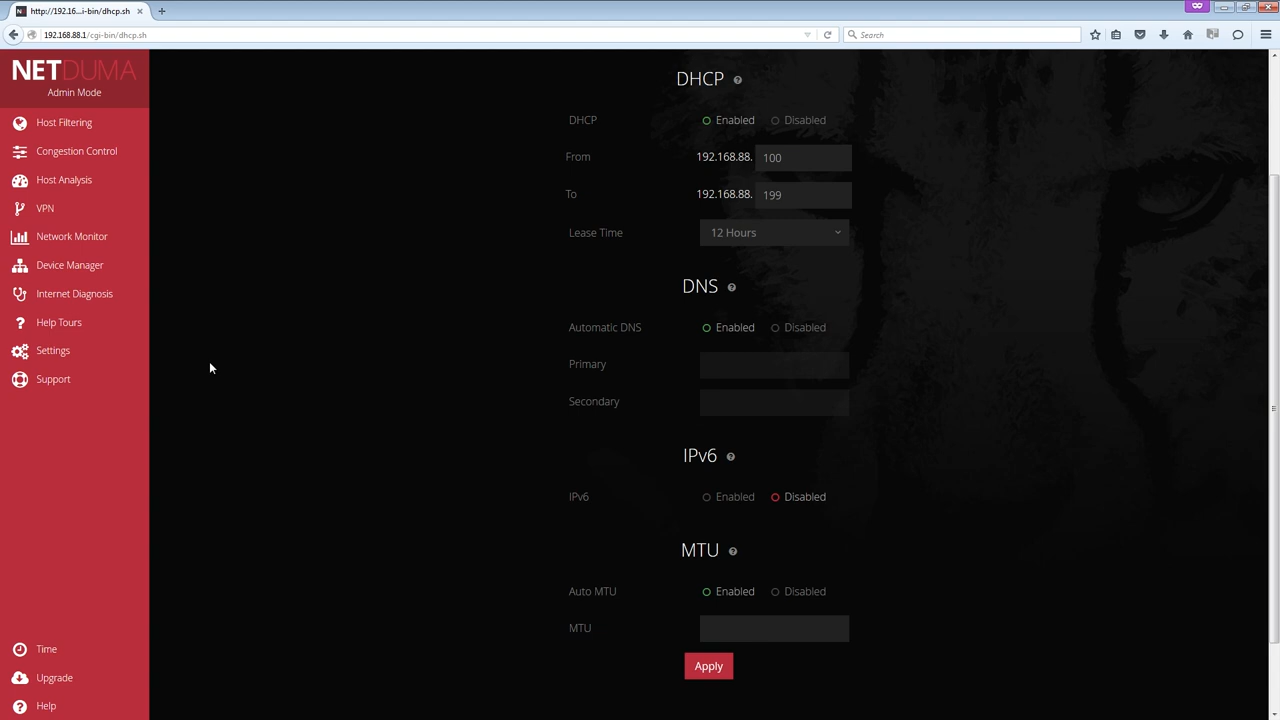 http://192.16...i-bin/dhcp.sh
192.168.88.1/cgi-bin/dhcp.sh
Search
NETDUMA
Admin Mode
Host Filtering
Congestion Control
Host Analysis
VPN
Network Monitor
Device Manager
Internet Diagnosis
Help Tours
Settings
Support
Time
Upgrade
Help
DHCP
DHCP Enabled Disabled
From 192.168.88. 100
To 192.168.88. 199
Lease Time 12 Hours
DNS
Automatic DNS Enabled Disabled
Primary
Secondary
IPv6
IPv6 Enabled Disabled
MTU
Auto MTU Enabled Disabled
MTU
Apply